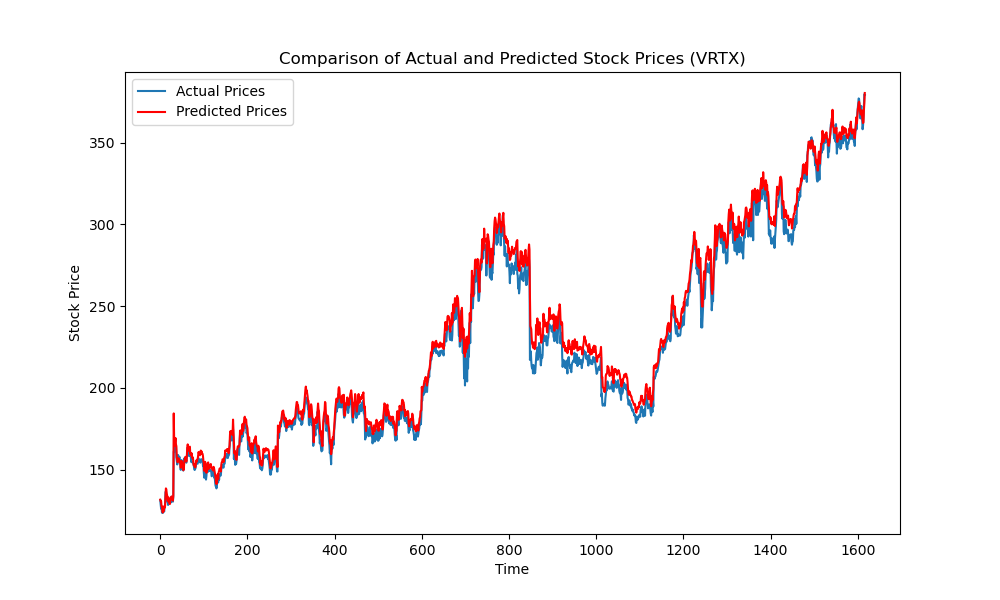 Comparison of Actual and Predicted Stock Prices (VRTX)
Actual Prices
Predicted Prices
Stock Price
350
300
250
200
150
0 200 400 600 800 1000 1200 1400 1600
Time